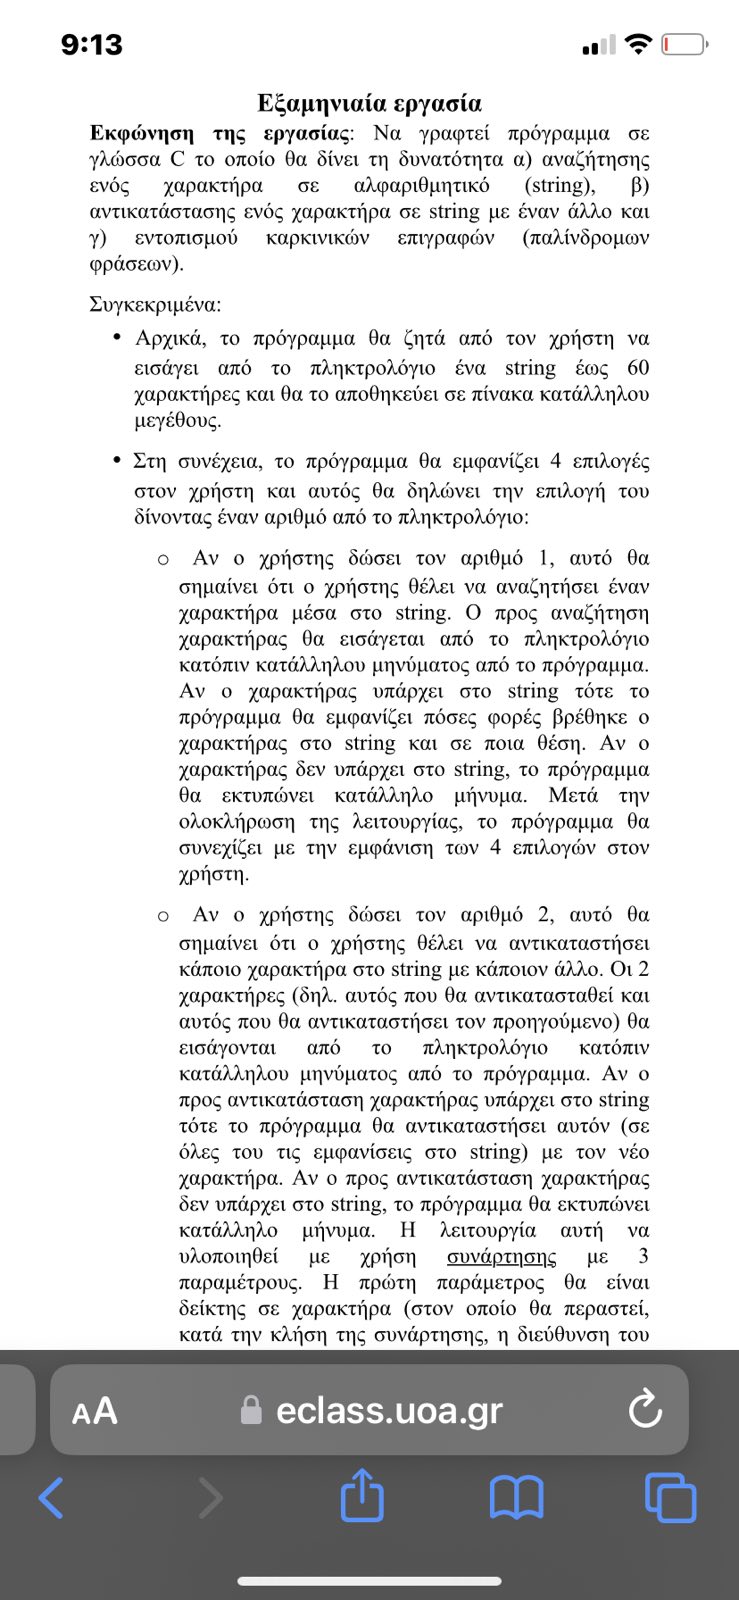 9:13
Εξαμηνιαία εργασία
Εκφώνηση της εργασίας: Να γραφτεί πρόγραμμα σε
γλώσσα C το οποίο θα δίνει τη δυνατότητα α) αναζήτησης
ενός χαρακτήρα σε αλφαριθμητικό (string), β)
αντικατάστασης ενός χαρακτήρα σε string με έναν άλλο και
γ) εντοπισμού καρκινικών επιγραφών (παλίνδρομων
φράσεων).
Συγκεκριμένα:
• Αρχικά, το πρόγραμμα θα ζητά από τον χρήστη να
εισάγει από το πληκτρολόγιο ένα string έως 60
χαρακτήρες και θα το αποθηκεύει σε πίνακα κατάλληλου
μεγέθους.
• Στη συνέχεια, το πρόγραμμα θα εμφανίζει 4 επιλογές
στον χρήστη και αυτός θα δηλώνει την επιλογή του
δίνοντας έναν αριθμό από το πληκτρολόγιο:
o Αν ο χρήστης δώσει τον αριθμό 1, αυτό θα
σημαίνει ότι ο χρήστης θέλει να αναζητήσει έναν
χαρακτήρα μέσα στο string. Ο προς αναζήτηση
χαρακτήρας θα εισάγεται από το πληκτρολόγιο
κατόπιν κατάλληλου μηνύματος από το πρόγραμμα.
Αν ο χαρακτήρας υπάρχει στο string τότε το
πρόγραμμα θα εμφανίζει πόσες φορές βρέθηκε ο
χαρακτήρας στο string και σε ποια θέση. Αν ο
χαρακτήρας δεν υπάρχει στο string, το πρόγραμμα
θα εκτυπώνει κατάλληλο μήνυμα. Μετά την
ολοκλήρωση της λειτουργίας, το πρόγραμμα θα
συνεχίζει με την εμφάνιση των 4 επιλογών στον
χρήστη.
o Αν ο χρήστης δώσει τον αριθμό 2, αυτό θα
σημαίνει ότι ο χρήστης θέλει να αντικαταστήσει
κάποιο χαρακτήρα στο string με κάποιον άλλο. Οι 2
χαρακτήρες (δηλ. αυτός που θα αντικατασταθεί και
αυτός που θα αντικαταστήσει τον προηγούμενο) θα
εισάγονται από το πληκτρολόγιο κατόπιν
κατάλληλου μηνύματος από το πρόγραμμα. Αν ο
προς αντικατάσταση χαρακτήρας υπάρχει στο string
τότε το πρόγραμμα θα αντικαταστήσει αυτόν (σε
όλες του τις εμφανίσεις στο string) με τον νέο
χαρακτήρα. Αν ο προς αντικατάσταση χαρακτήρας
δεν υπάρχει στο string, το πρόγραμμα θα εκτυπώνει
κατάλληλο μήνυμα. Η λειτουργία αυτή να
υλοποιηθεί με χρήση συνάρτησης με 3
παραμέτρους. Η πρώτη παράμετρος θα είναι
δείκτης σε χαρακτήρα (στον οποίο θα περαστεί,
κατά την κλήση της συνάρτησης, η διεύθυνση του
AA eclass.uoa.gr